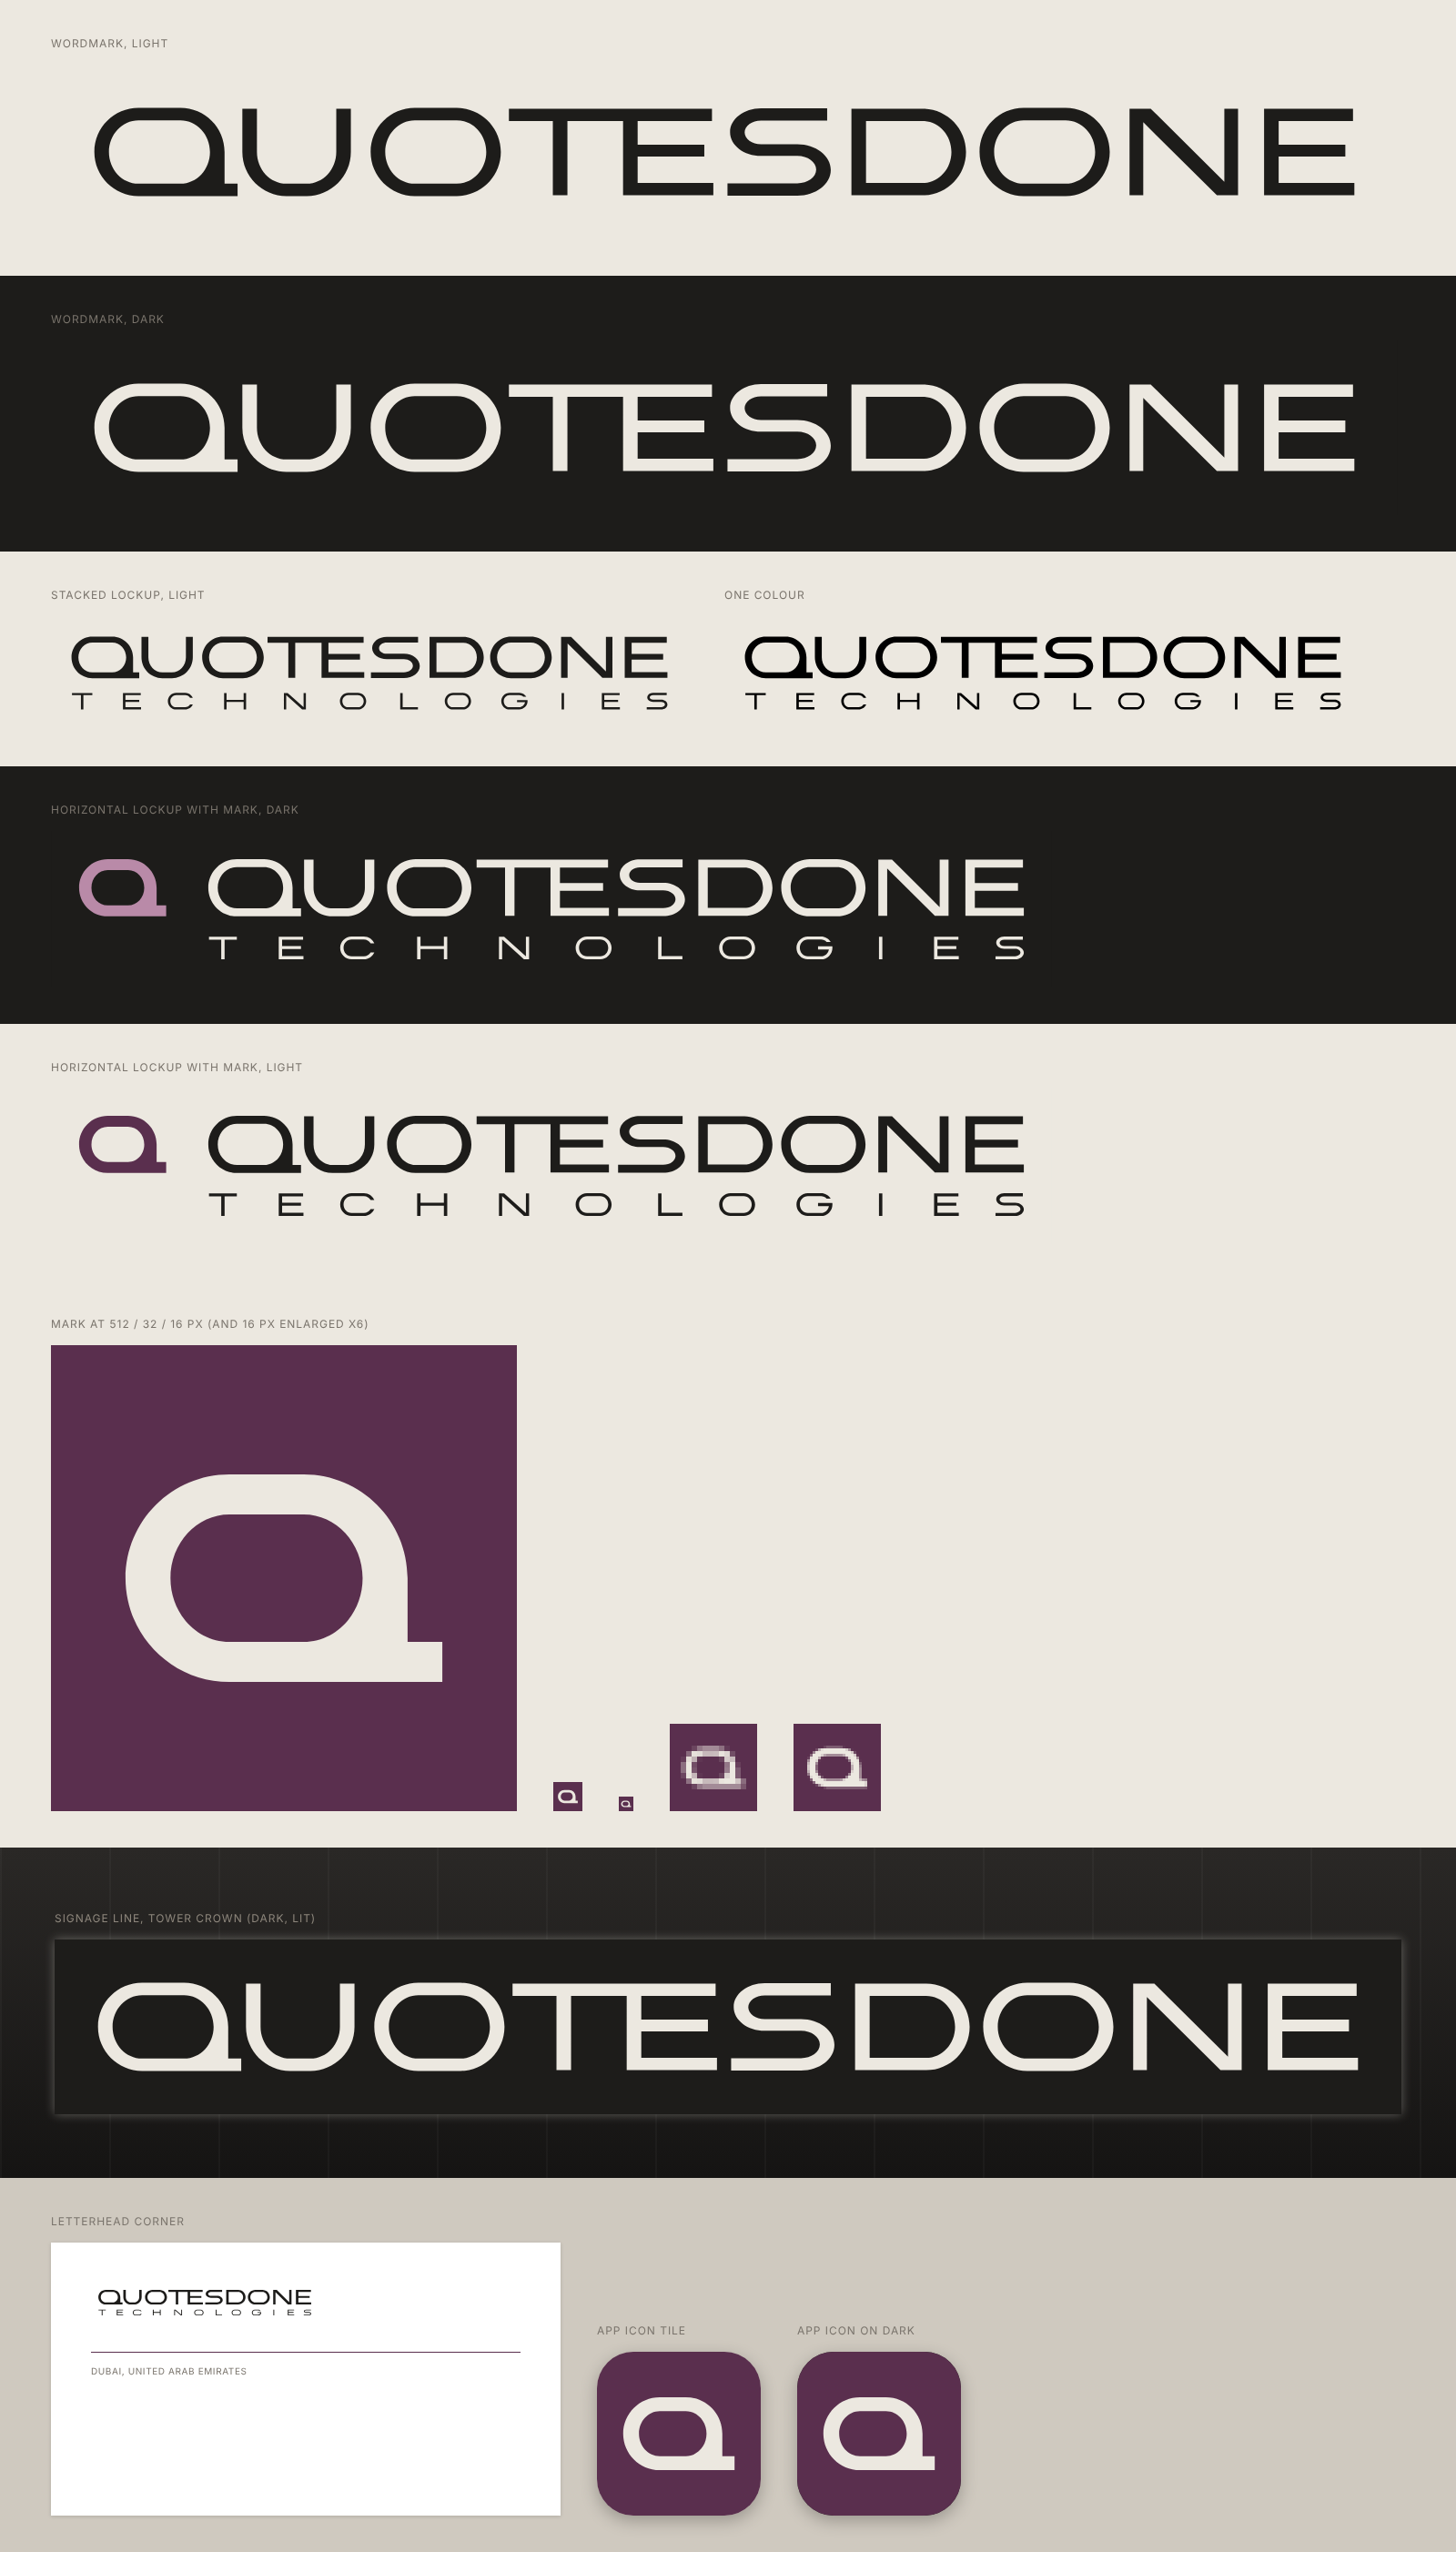 WORDMARK, LIGHT
QUOTESDONE
WORDMARK, DARK
QUOTESDONE
STACKED LOCKUP, LIGHT
QUOTESDONE
TECHNOLOGIES
ONE COLOUR
QUOTESDONE
TECHNOLOGIES
HORIZONTAL LOCKUP WITH MARK, DARK
Q QUOTESDONE
TECHNOLOGIES
HORIZONTAL LOCKUP WITH MARK, LIGHT
Q QUOTESDONE
TECHNOLOGIES
MARK AT 512 / 32 / 16 PX (AND 16 PX ENLARGED X6)
Q Q Q Q Q
SIGNAGE LINE, TOWER CROWN (DARK, LIT)
QUOTESDONE
LETTERHEAD CORNER
QUOTESDONE
TECHNOLOGIES
DUBAI, UNITED ARAB EMIRATES
APP ICON TILE
Q
APP ICON ON DARK
Q